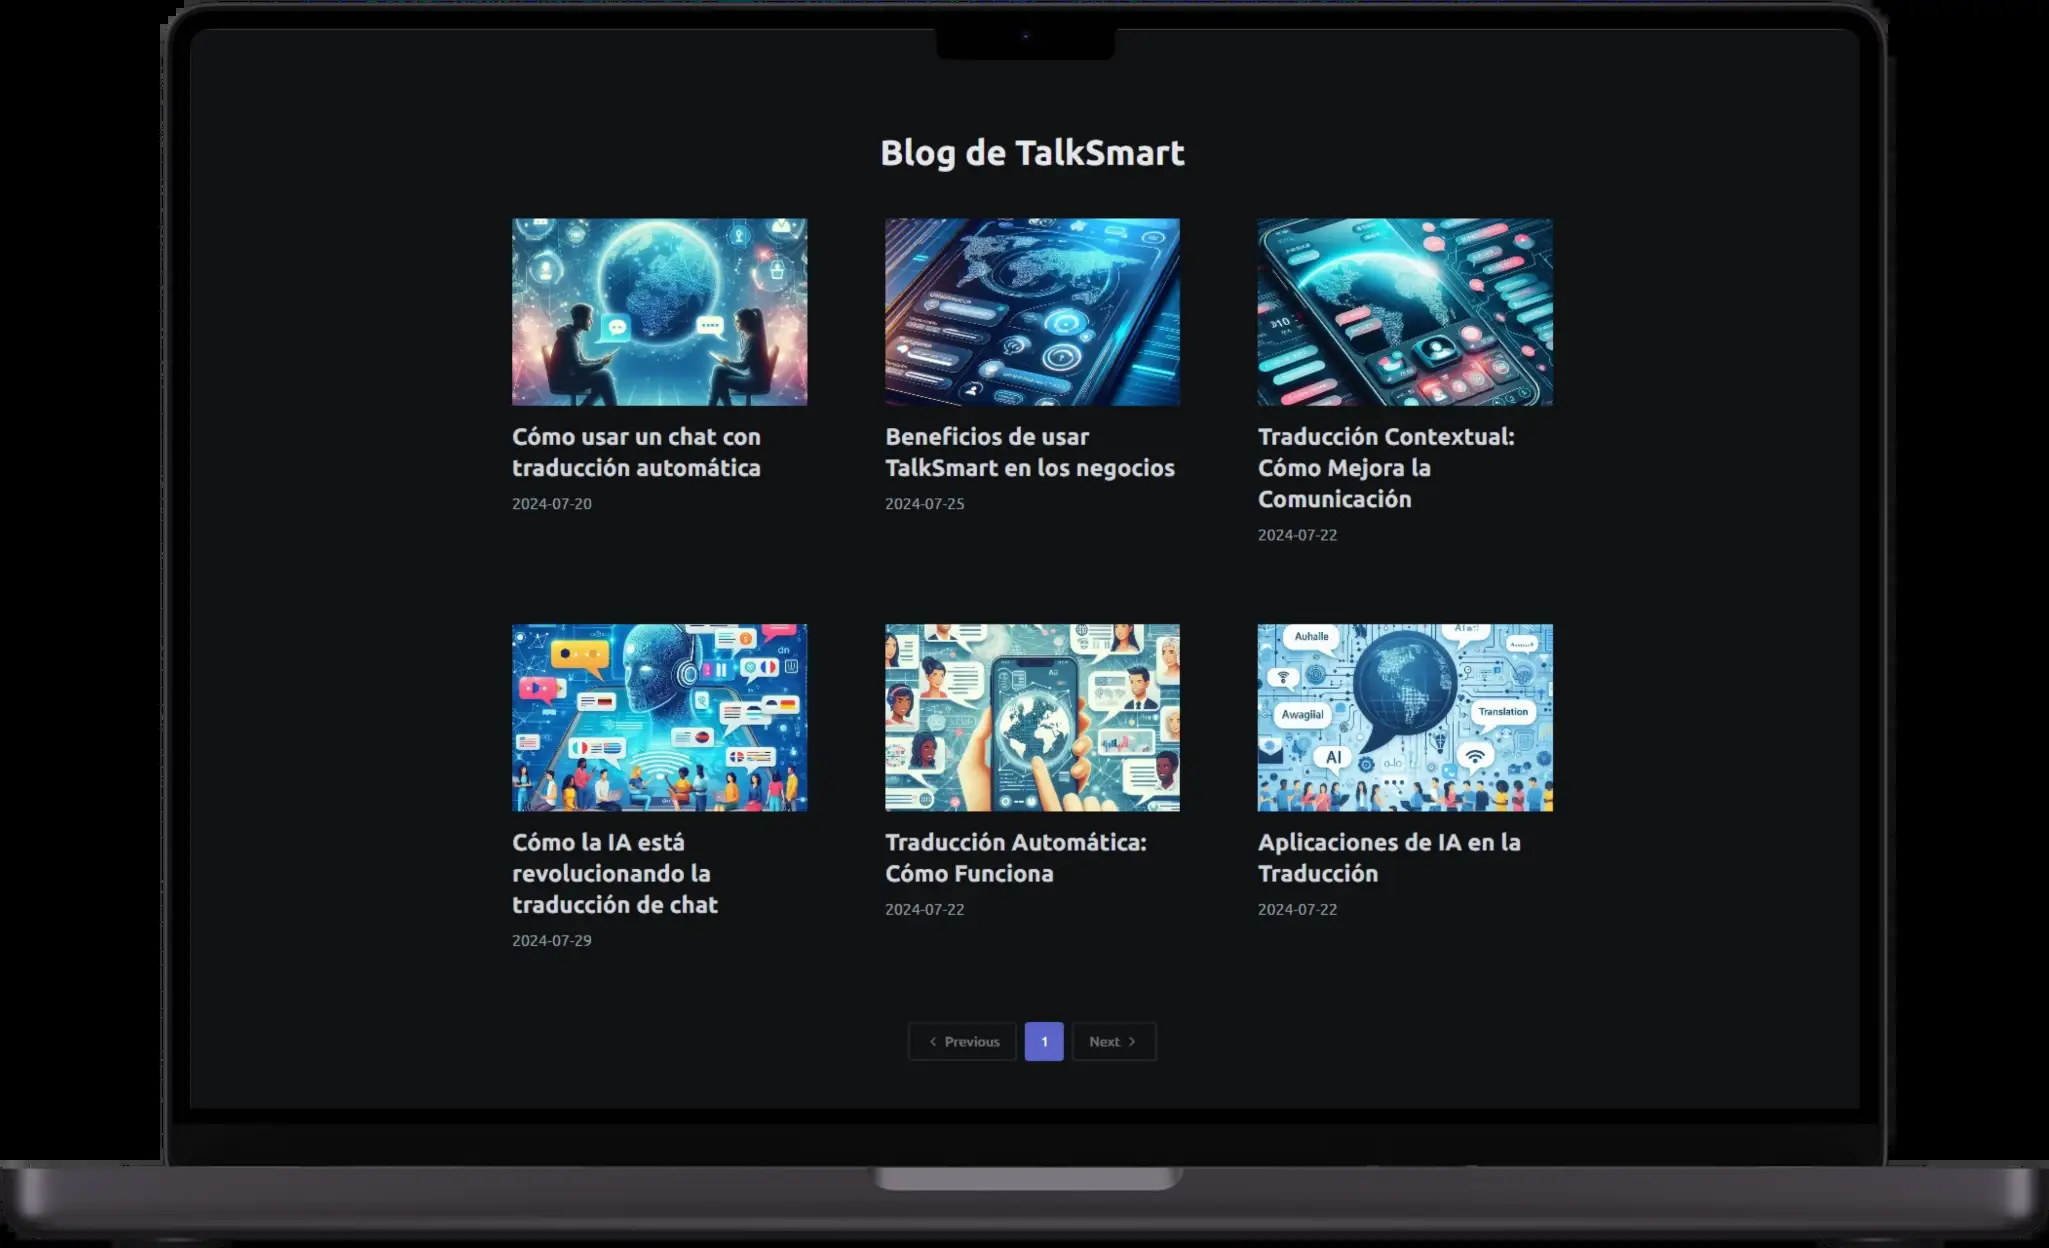 Blog de TalkSmart
Cómo usar un chat con
traducción automática
2024-07-20
Beneficios de usar
TalkSmart en los negocios
2024-07-25
Traducción Contextual:
Cómo Mejora la
Comunicación
2024-07-22
Auhaile
Awagiial
Translation
AI
Cómo la IA está
revolucionando la
traducción de chat
2024-07-29
Traducción Automática:
Cómo Funciona
2024-07-22
Aplicaciones de IA en la
Traducción
2024-07-22
Previous
1
Next